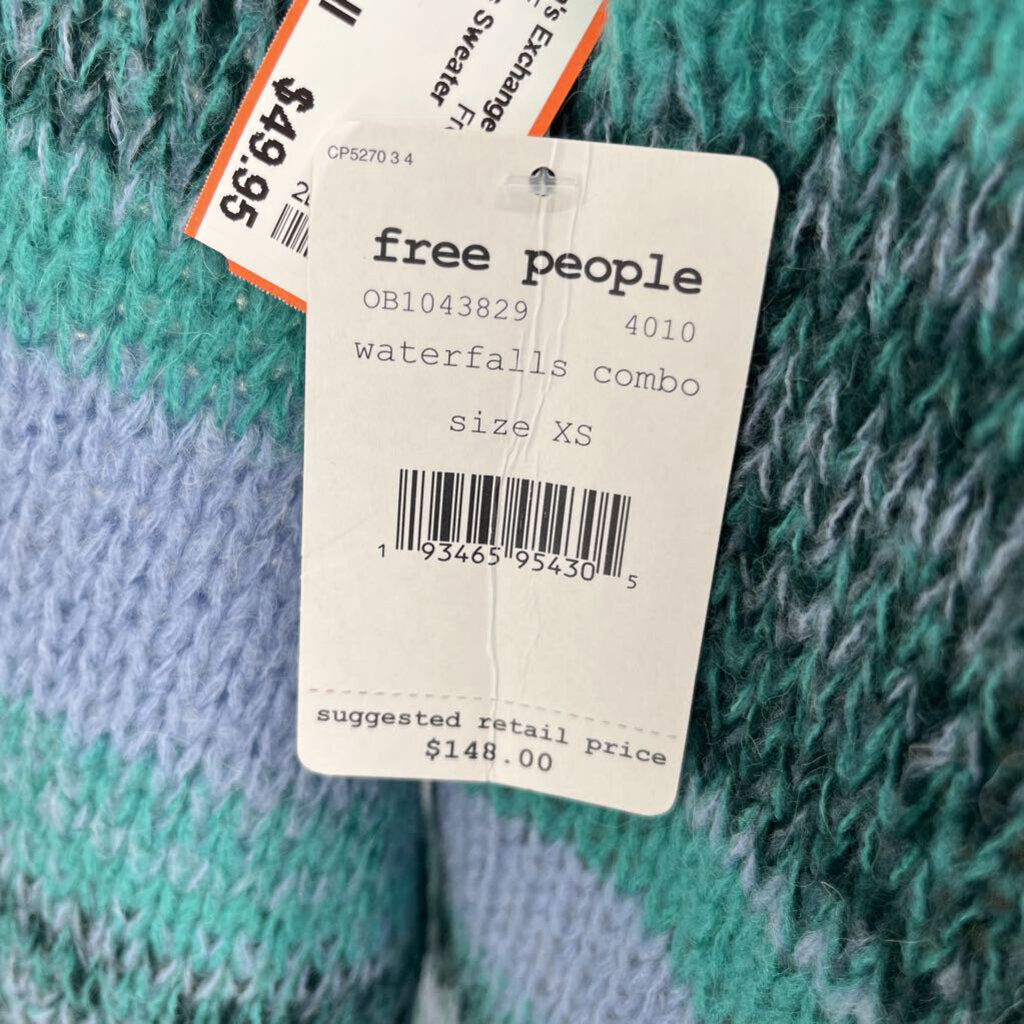 's Exchange
Sweater
$49.95
CP5270 3 4
free people
OB1043829 4010
waterfalls combo
size XS
1 93465 95430 5
suggested retail price
$148.00